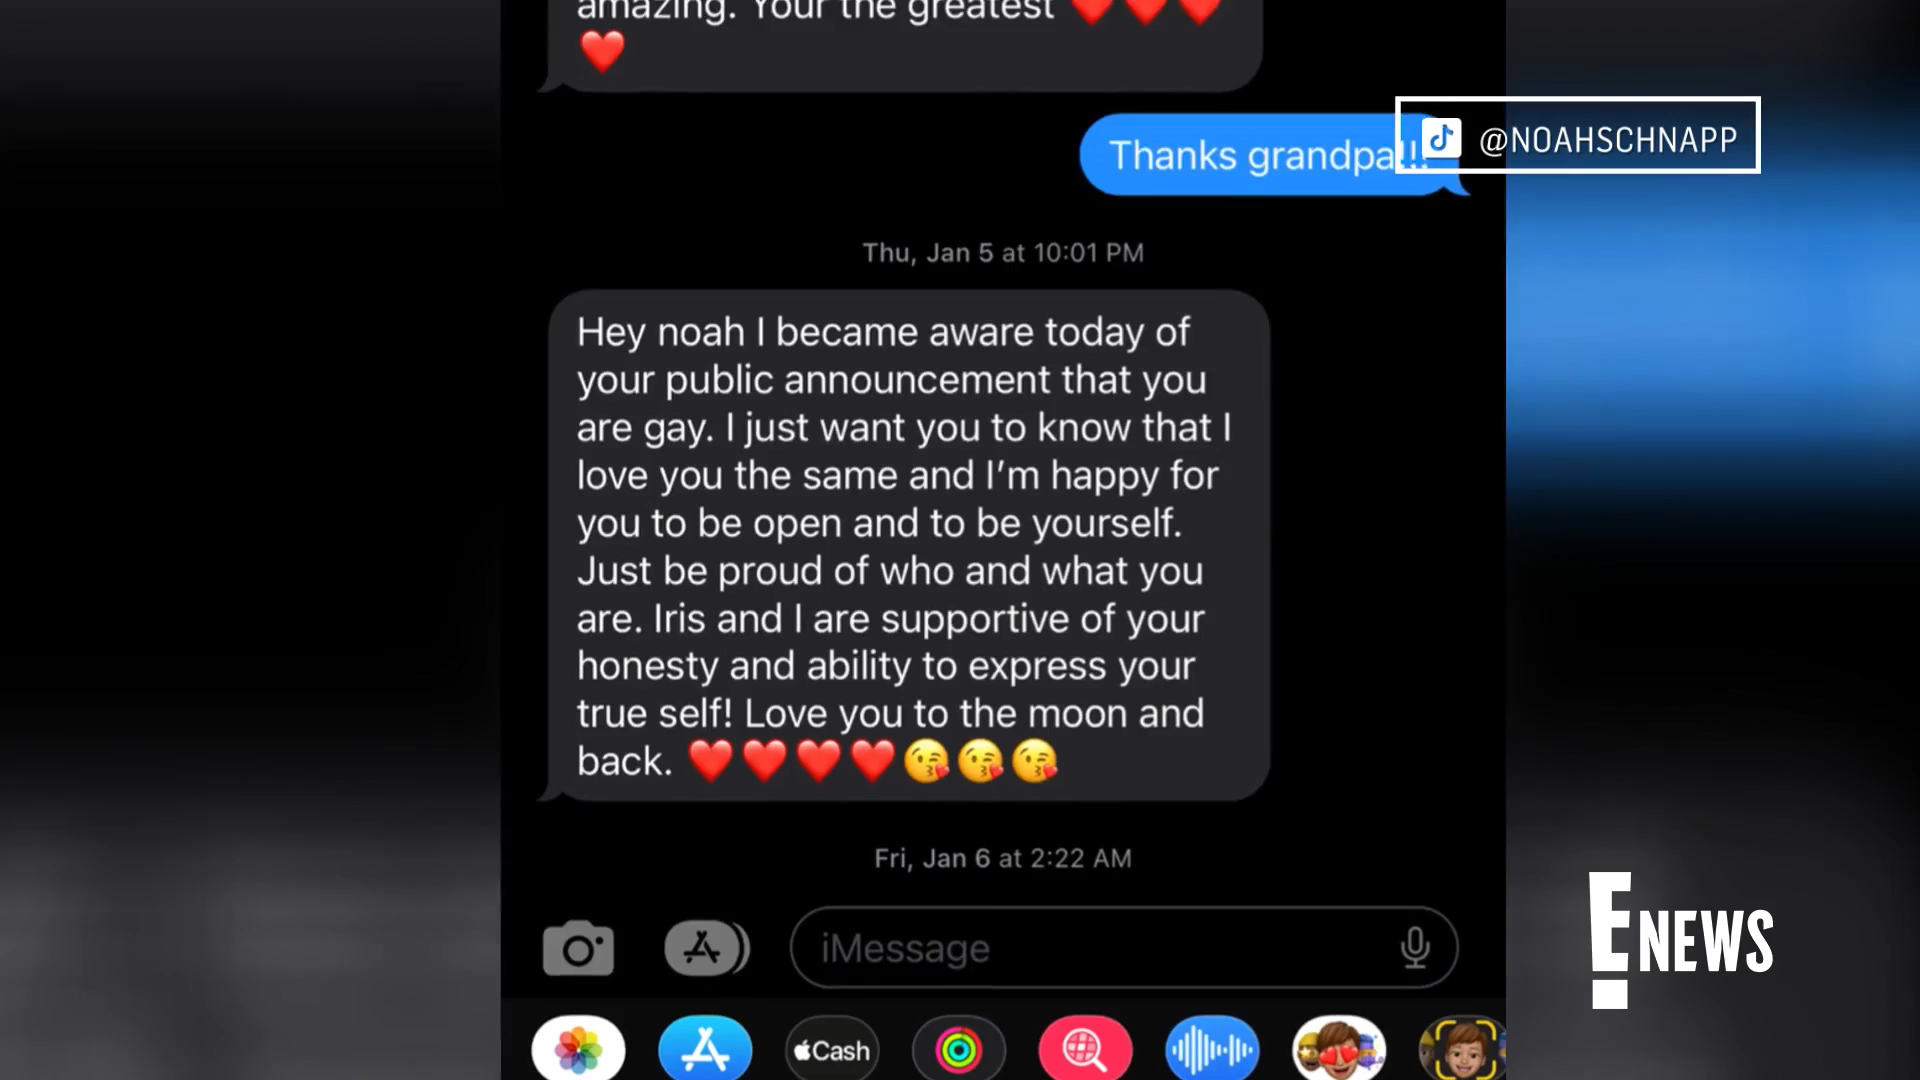 amazing. Your the greatest ❤️❤️❤️
❤️
Thanks grandpa!!!
@NOAHSCHNAPP
Thu, Jan 5 at 10:01 PM
Hey noah I became aware today of
your public announcement that you
are gay. I just want you to know that I
love you the same and I’m happy for
you to be open and to be yourself.
Just be proud of who and what you
are. Iris and I are supportive of your
honesty and ability to express your
true self! Love you to the moon and
back. ❤️❤️❤️❤️😘😘😘
Fri, Jan 6 at 2:22 AM
iMessage
E! NEWS
Cash